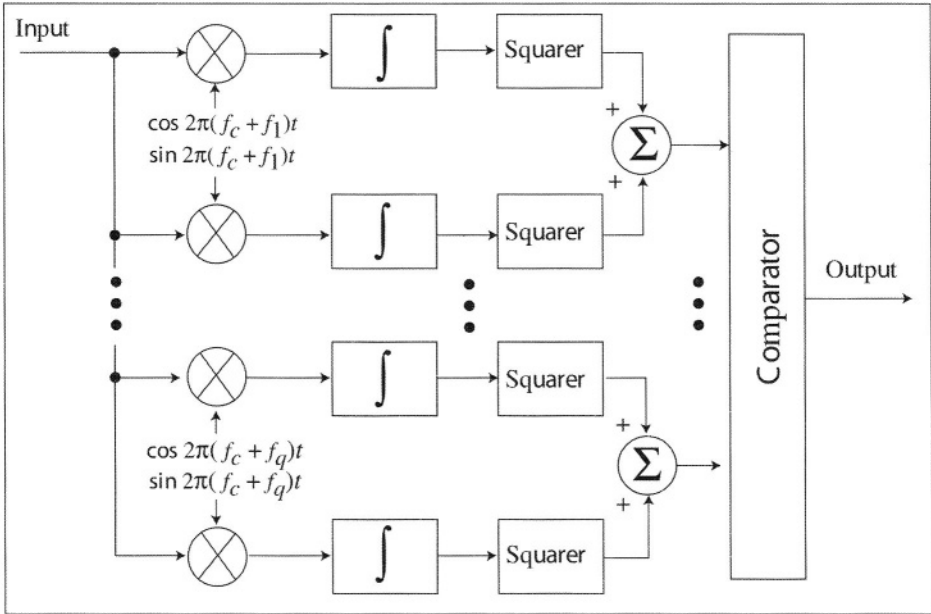 Input
∫
Squarer
cos 2π(f_c + f_1)t
sin 2π(f_c + f_1)t
+
Σ
+
∫
Squarer
Comparator
Output
∫
Squarer
cos 2π(f_c + f_q)t
sin 2π(f_c + f_q)t
+
Σ
+
∫
Squarer